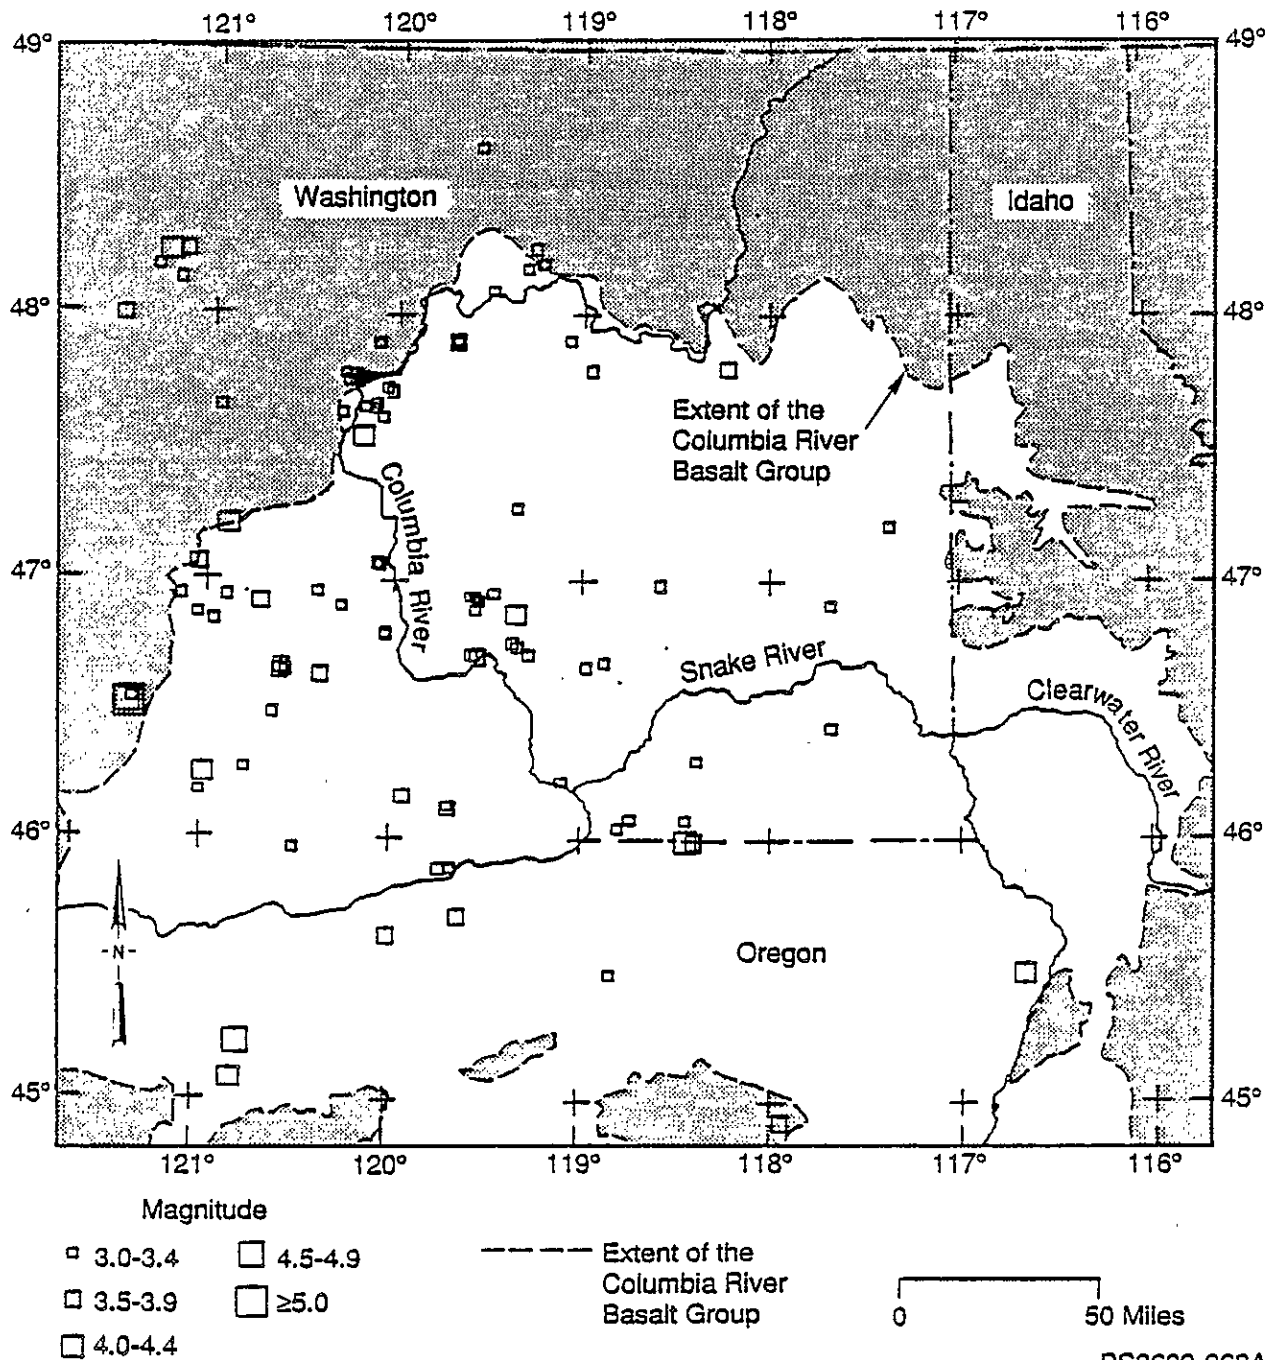 121° 120° 119° 118° 117° 116°
49° 49°
Washington
Idaho
48° 48°
Extent of the
Columbia River
Basalt Group
Columbia River
47° 47°
Snake River
Clearwater River
46° 46°
N
Oregon
45° 45°
121° 120° 119° 118° 117° 116°
Magnitude
3.0-3.4
4.5-4.9
3.5-3.9
≥5.0
4.0-4.4
Extent of the
Columbia River
Basalt Group
0 50 Miles